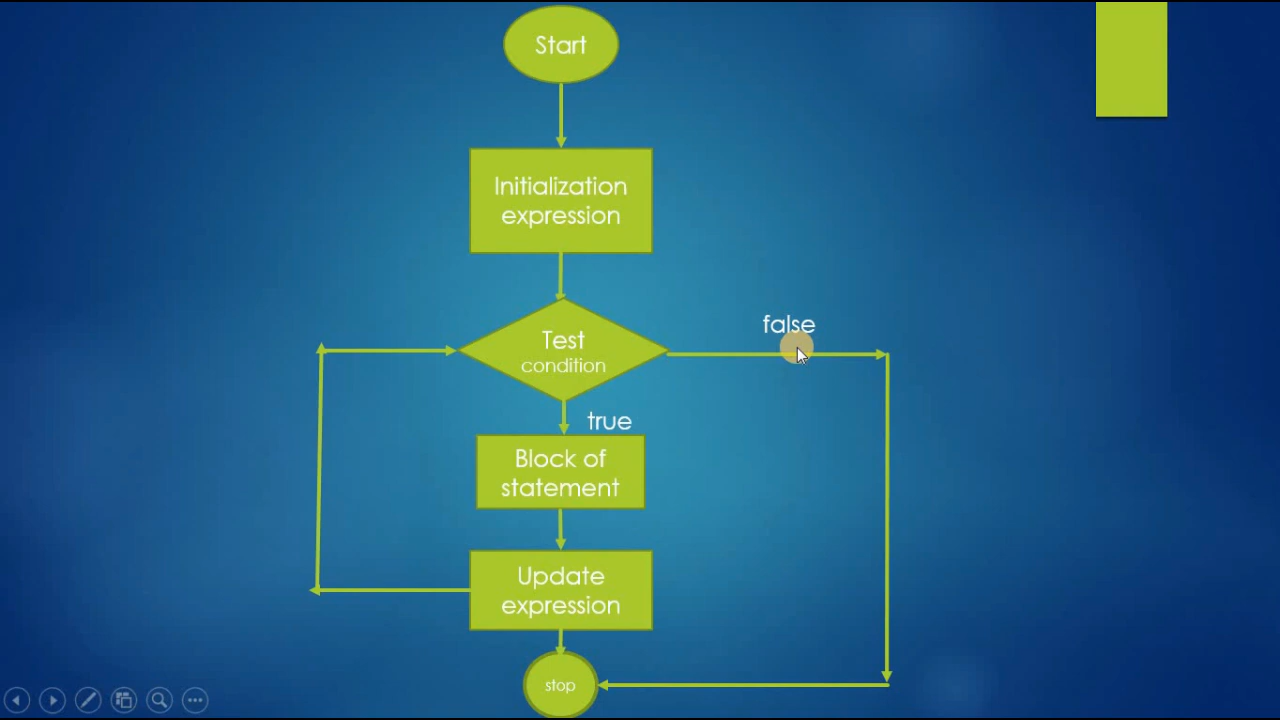 Start
Initialization
expression
Test
condition
false
true
Block of
statement
Update
expression
stop